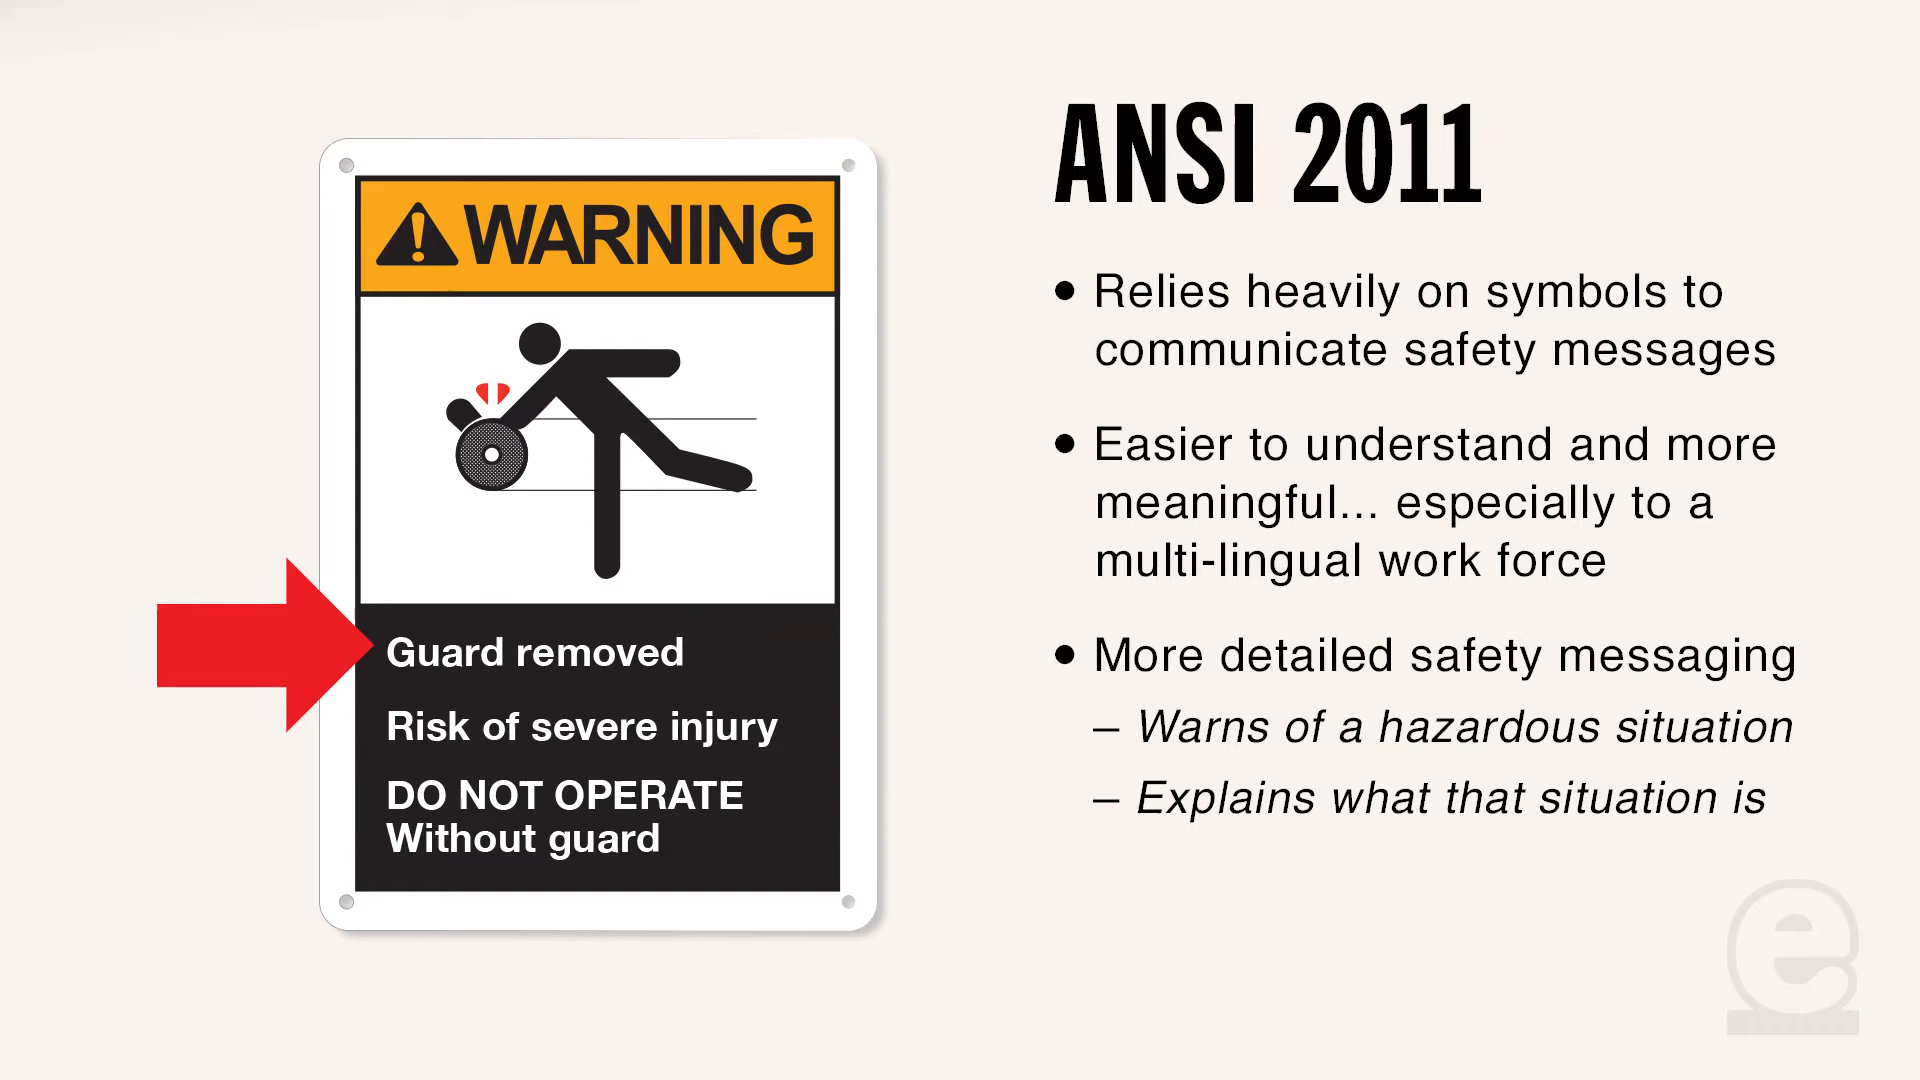 WARNING
Guard removed
Risk of severe injury
DO NOT OPERATE
Without guard
ANSI 2011
• Relies heavily on symbols to
communicate safety messages
• Easier to understand and more
meaningful... especially to a
multi-lingual work force
• More detailed safety messaging
– Warns of a hazardous situation
– Explains what that situation is
e